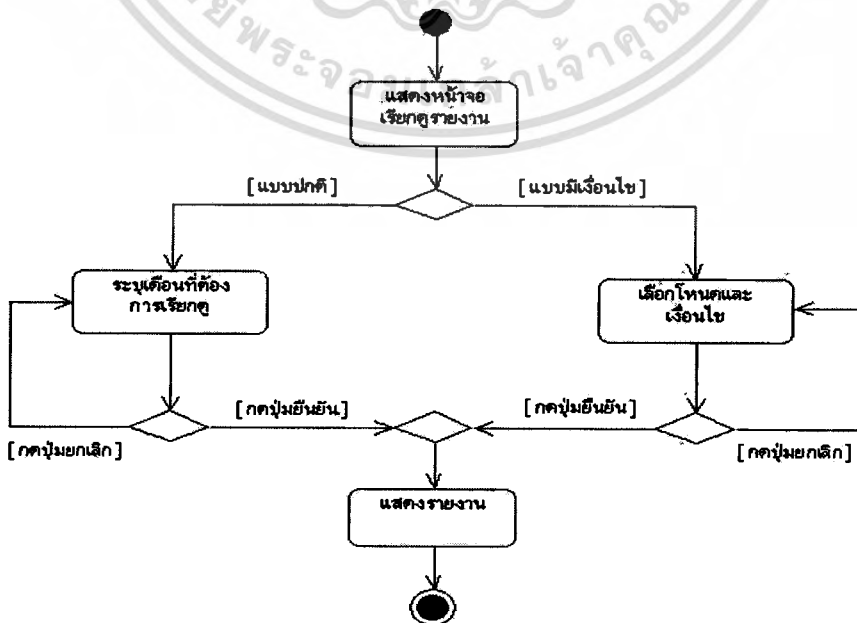 แสดงหน้าจอ
เรียกดูรายงาน
[แบบปกติ]
[แบบมีเงื่อนไข]
ระบุเดือนที่ต้อง
การเรียกดู
เลือกโหนดและ
เงื่อนไข
[กดปุ่มยืนยัน]
[กดปุ่มยืนยัน]
[กดปุ่มยกเลิก]
[กดปุ่มยกเลิก]
แสดงรายงาน